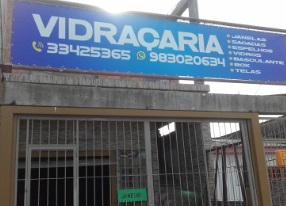 VIDRAÇARIA
33425365 983020634
JANELAS
SACADAS
ESPELHOS
VIDROS
BASCULANTE
BOX
TELAS